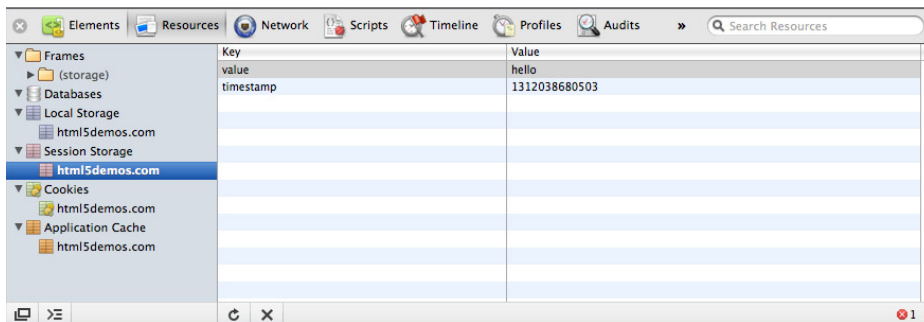 Elements Resources Network Scripts Timeline Profiles Audits » Search Resources
Frames
(storage)
Databases
Local Storage
html5demos.com
Session Storage
html5demos.com
Cookies
html5demos.com
Application Cache
html5demos.com
Key Value
value hello
timestamp 1312038680503
1